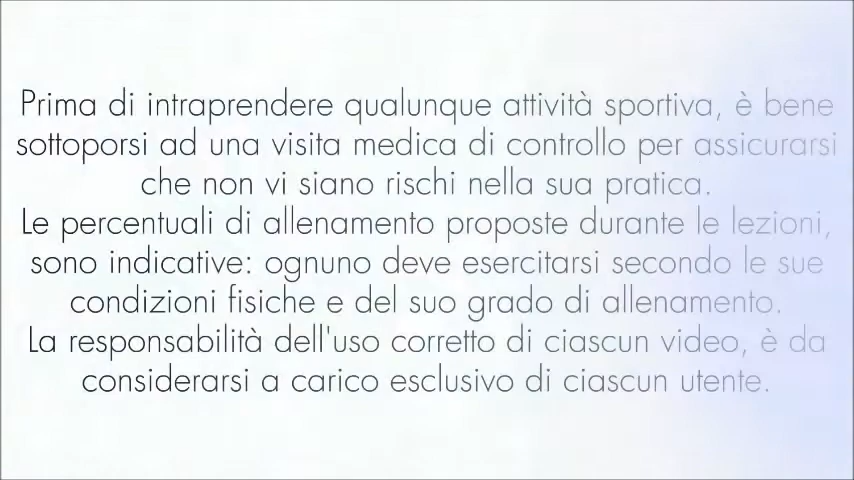 Prima di intraprendere qualunque attività sportiva, è bene
sottoporsi ad una visita medica di controllo per assicurarsi
che non vi siano rischi nella sua pratica.
Le percentuali di allenamento proposte durante le lezioni,
sono indicative: ognuno deve esercitarsi secondo le sue
condizioni fisiche e del suo grado di allenamento.
La responsabilità dell'uso corretto di ciascun video, è da
considerarsi a carico esclusivo di ciascun utente.